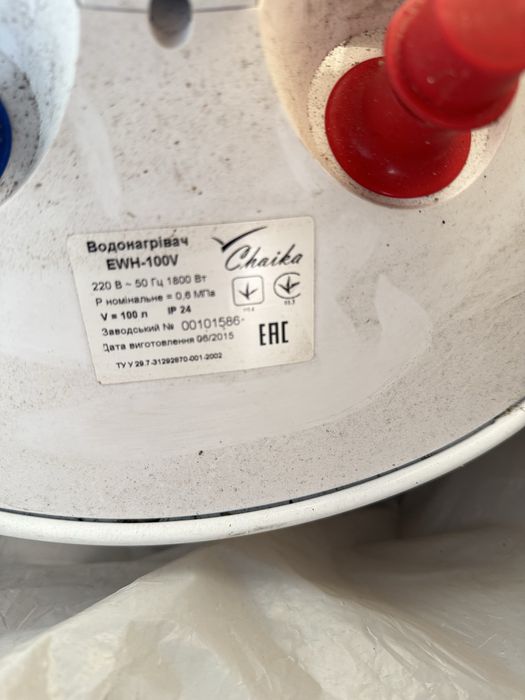 Водонагрівач
EWH-100V
Chaika
220 В ~ 50 Гц 1800 Вт
Р номінальне = 0,6 МПа
V = 100 л IP 24
Заводський № 00101586-
Дата виготовлення 06/2015
ТУ У 29.7-31292870-001-2002
ЕАС